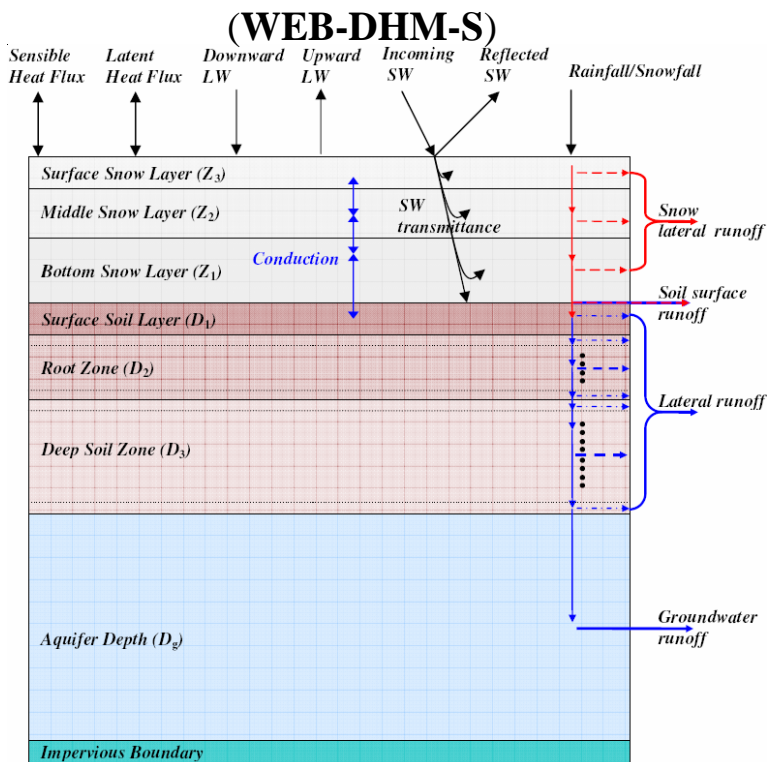 (WEB-DHM-S)
Sensible
Heat Flux
Latent
Heat Flux
Downward
LW
Upward
LW
Incoming
SW
Reflected
SW
Rainfall/Snowfall
Surface Snow Layer (Z3)
Middle Snow Layer (Z2)
SW
transmittance
Snow
lateral runoff
Conduction
Bottom Snow Layer (Z1)
Soil surface
runoff
Surface Soil Layer (D1)
Root Zone (D2)
Lateral runoff
Deep Soil Zone (D3)
Groundwater
runoff
Aquifer Depth (Dg)
Impervious Boundary